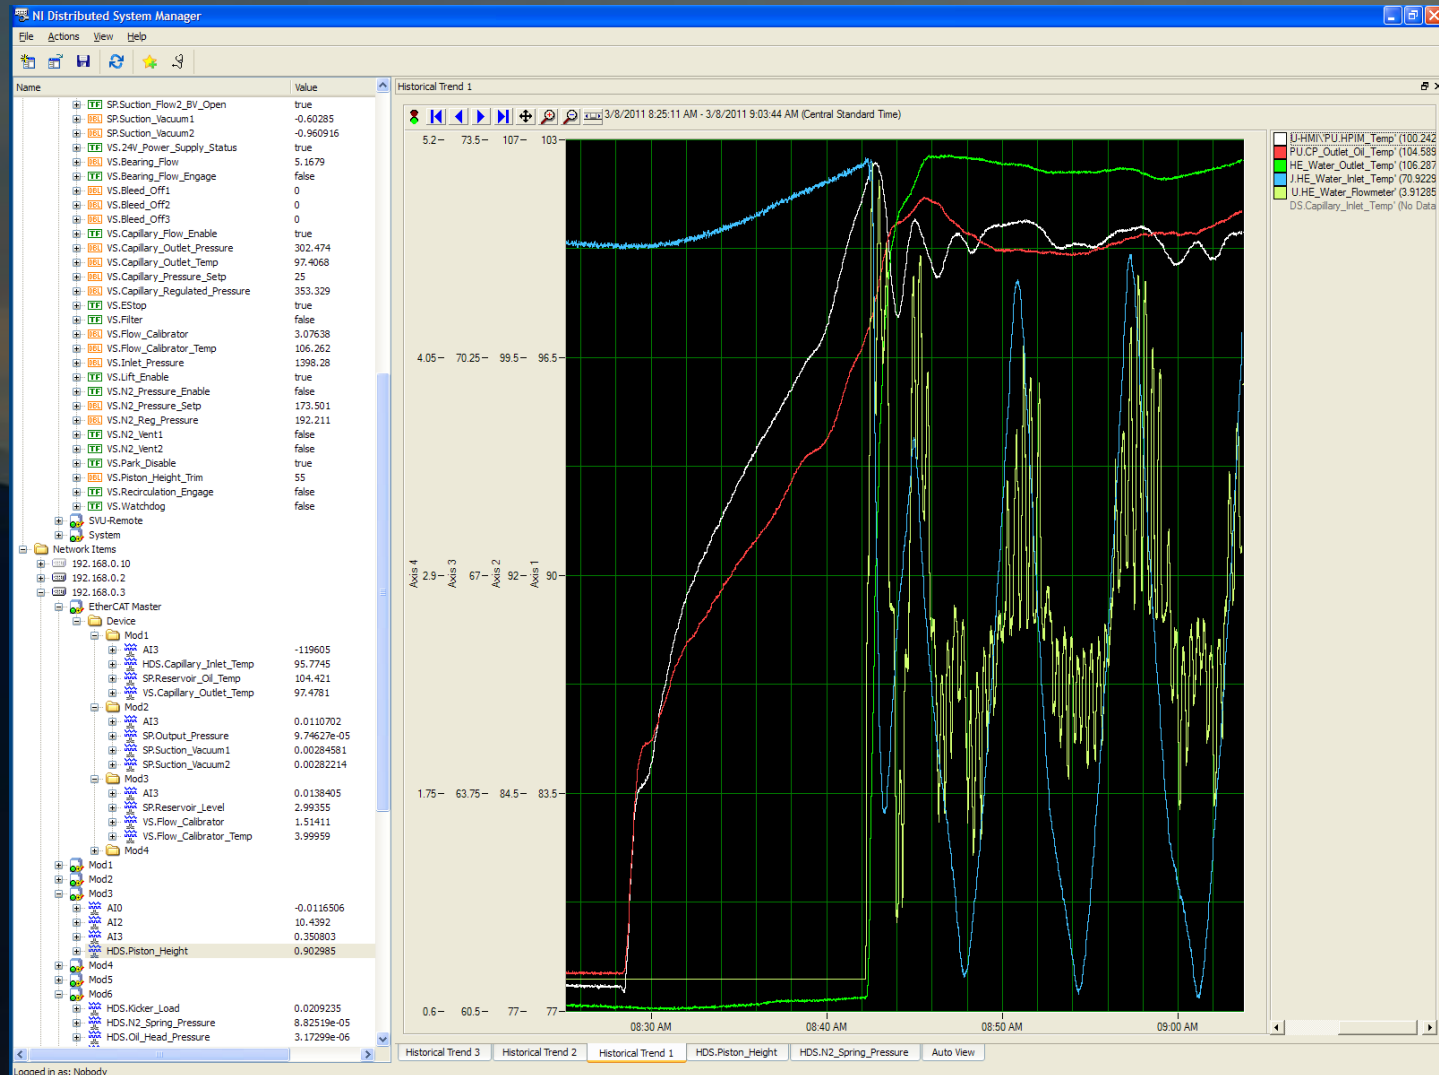 NI Distributed System Manager
File Actions View Help
Name Value
SP.Suction_Flow2_BV_Open true
SP.Suction_Vacuum1 -0.60285
SP.Suction_Vacuum2 -0.960916
VS.24V_Power_Supply_Status true
VS.Bearing_Flow 5.1679
VS.Bearing_Flow_Engage false
VS.Bleed_Off1 0
VS.Bleed_Off2 0
VS.Bleed_Off3 0
VS.Capillary_Flow_Enable true
VS.Capillary_Outlet_Pressure 302.474
VS.Capillary_Outlet_Temp 97.4068
VS.Capillary_Pressure_Setp 25
VS.Capillary_Regulated_Pressure 353.329
VS.EStop true
VS.Filter false
VS.Flow_Calibrator 3.07638
VS.Flow_Calibrator_Temp 106.262
VS.Inlet_Pressure 1398.28
VS.Lift_Enable true
VS.N2_Pressure_Enable false
VS.N2_Pressure_Setp 173.501
VS.N2_Reg_Pressure 192.211
VS.N2_Vent1 false
VS.N2_Vent2 false
VS.Park_Disable true
VS.Piston_Height_Trim 55
VS.Recirculation_Engage false
VS.Watchdog false
SVU-Remote
System
Network Items
192.168.0.10
192.168.0.2
192.168.0.3
EtherCAT Master
Device
Mod1
AI3 -119605
HDS.Capillary_Inlet_Temp 95.7745
SP.Reservoir_Oil_Temp 104.421
VS.Capillary_Outlet_Temp 97.4781
Mod2
AI3 0.0110702
SP.Output_Pressure 9.74627e-05
SP.Suction_Vacuum1 0.00284581
SP.Suction_Vacuum2 0.00282214
Mod3
AI3 0.0138405
SP.Reservoir_Level 2.99355
VS.Flow_Calibrator 1.51411
VS.Flow_Calibrator_Temp 3.99959
Mod4
Mod1
Mod2
Mod3
AI0 -0.0116506
AI2 10.4392
AI3 0.350803
HDS.Piston_Height 0.902985
Mod4
Mod5
Mod6
HDS.Kicker_Load 0.0209235
HDS.N2_Spring_Pressure 8.82519e-05
HDS.Oil_Head_Pressure 3.17299e-06
Logged in as: Nobody
Historical Trend 1
3/8/2011 8:25:11 AM - 3/8/2011 9:03:44 AM (Central Standard Time)
5.2 73.5 107 103
4.05 70.25 99.5 96.5
Axis 4 2.9 Axis 3 67 Axis 2 92 Axis 1 90
1.75 63.75 84.5 83.5
0.6 60.5 77 77
08:30 AM 08:40 AM 08:50 AM 09:00 AM
U-HMI\'PU.HPIM_Temp' (100.242
PU.CP_Outlet_Oil_Temp' (104.589
HE_Water_Outlet_Temp' (106.287
J.HE_Water_Inlet_Temp' (70.9229
U.HE_Water_Flowmeter' (3.91285
DS.Capillary_Inlet_Temp' (No Data
Historical Trend 3 Historical Trend 2 Historical Trend 1 HDS.Piston_Height HDS.N2_Spring_Pressure Auto View